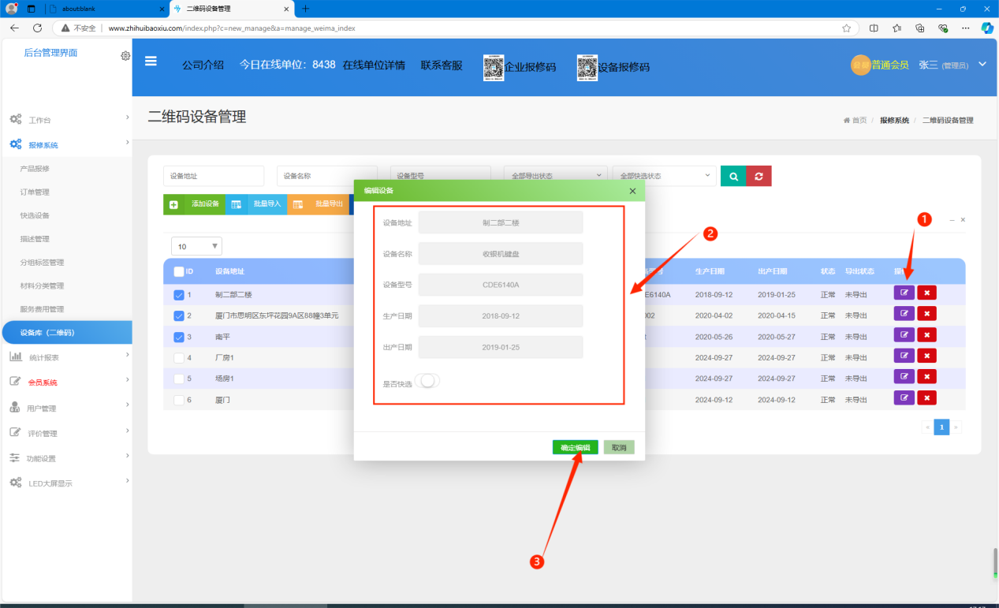 about:blank
二维码设备管理
不安全 www.zhihuibaoxiu.com/index.php?c=new_manage&a=manage_weima_index
后台管理界面
公司介绍 今日在线单位：8438 在线单位详情 联系客服 企业报修码 设备报修码 普通会员 张三 (管理员)
二维码设备管理
首页 / 报修系统 / 二维码设备管理
工作台
报修系统
产品报修
订单管理
快选设备
描述管理
分组标签管理
材料分类管理
服务费用管理
设备库（二维码）
统计报表
会员系统
用户管理
评价管理
功能设置
LED大屏显示
设备地址 设备名称 设备型号 全部导出状态 全部快选状态
添加设备 批量导入 批量导出
10
ID 设备地址 生产日期 出产日期 状态 导出状态
1 制二部二楼 E6140A 2018-09-12 2019-01-25 正常 未导出
2 厦门市思明区东坪花园9A区88幢3单元 002 2020-04-02 2020-04-15 正常 未导出
3 南平 2020-05-26 2020-05-27 正常 未导出
4 厂房1 2024-09-27 2024-09-27 正常 未导出
5 场房1 2024-09-27 2024-09-27 正常 未导出
6 厦门 2024-09-12 2024-09-12 正常 未导出
« 1 »
编辑设备
设备地址 制二部二楼
设备名称 收银机键盘
设备型号 CDE6140A
生产日期 2018-09-12
出产日期 2019-01-25
是否快选
确定编辑 取消
1
2
3